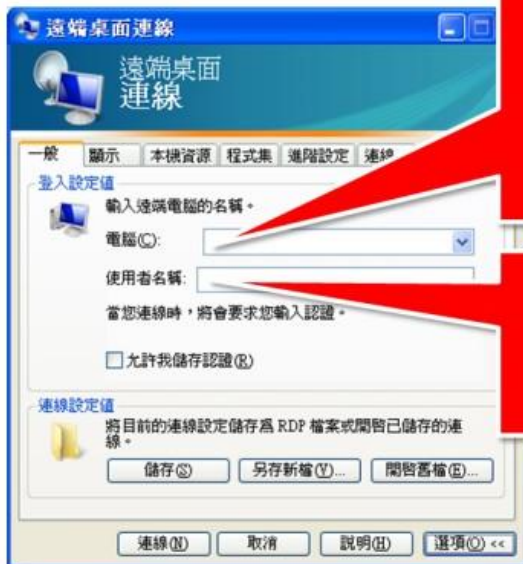 遠端桌面連線
遠端桌面
連線
一般 顯示 本機資源 程式集 進階設定 連線
登入設定值
輸入遠端電腦的名稱。
電腦(C):
使用者名稱:
當您連線時,將會要求您輸入認證。
允許我儲存認證(R)
連線設定值
將目前的連線設定儲存為 RDP 檔案或開啟已儲存的連
線。
儲存(S) 另存新檔(V)... 開啟舊檔(E)...
連線(N) 取消 說明(H) 選項(O) <<